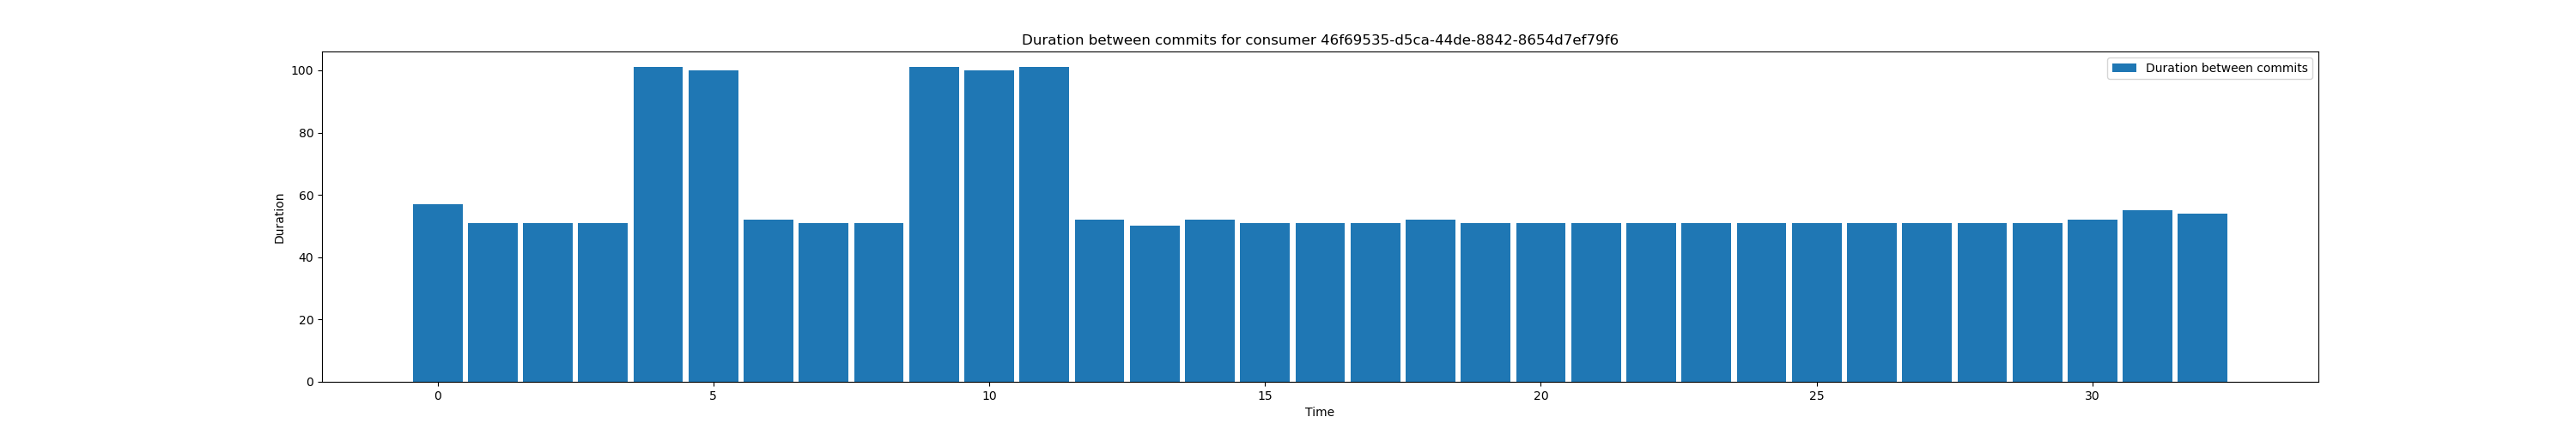 Duration between commits for consumer 46f69535-d5ca-44de-8842-8654d7ef79f6
Duration between commits
Duration
100
80
60
40
20
0
0 5 10 15 20 25 30
Time